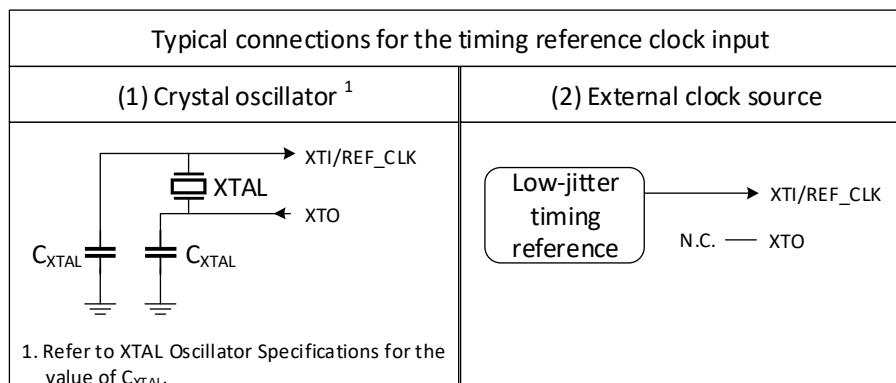 Typical connections for the timing reference clock input
(1) Crystal oscillator 1
(2) External clock source
XTI/REF_CLK
XTAL
XTO
CXTAL
CXTAL
1. Refer to XTAL Oscillator Specifications for the
value of CXTAL.
Low-jitter
timing
reference
XTI/REF_CLK
N.C.
XTO